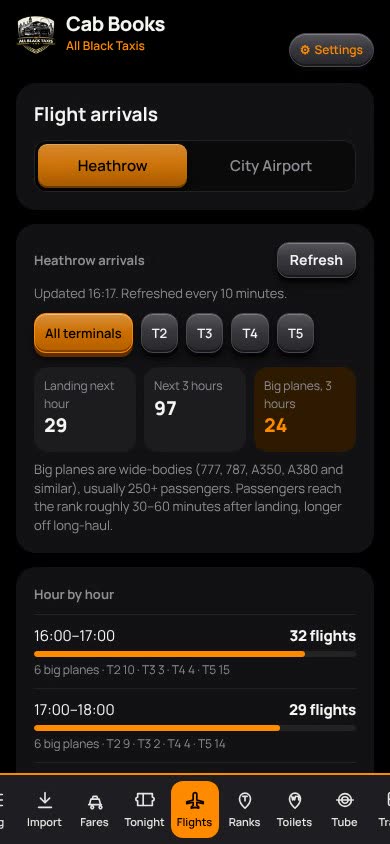 Cab Books
All Black Taxis
ALL BLACK TAXIS
⚙ Settings
Flight arrivals
Heathrow
City Airport
Heathrow arrivals
Refresh
Updated 16:17. Refreshed every 10 minutes.
All terminals
T2
T3
T4
T5
Landing next
hour
29
Next 3 hours
97
Big planes, 3
hours
24
Big planes are wide-bodies (777, 787, A350, A380 and
similar), usually 250+ passengers. Passengers reach
the rank roughly 30–60 minutes after landing, longer
off long-haul.
Hour by hour
16:00–17:00
32 flights
6 big planes · T2 10 · T3 3 · T4 4 · T5 15
17:00–18:00
29 flights
6 big planes · T2 9 · T3 2 · T4 4 · T5 14
g
Import
Fares
Tonight
Flights
Ranks
Toilets
Tube
Tra